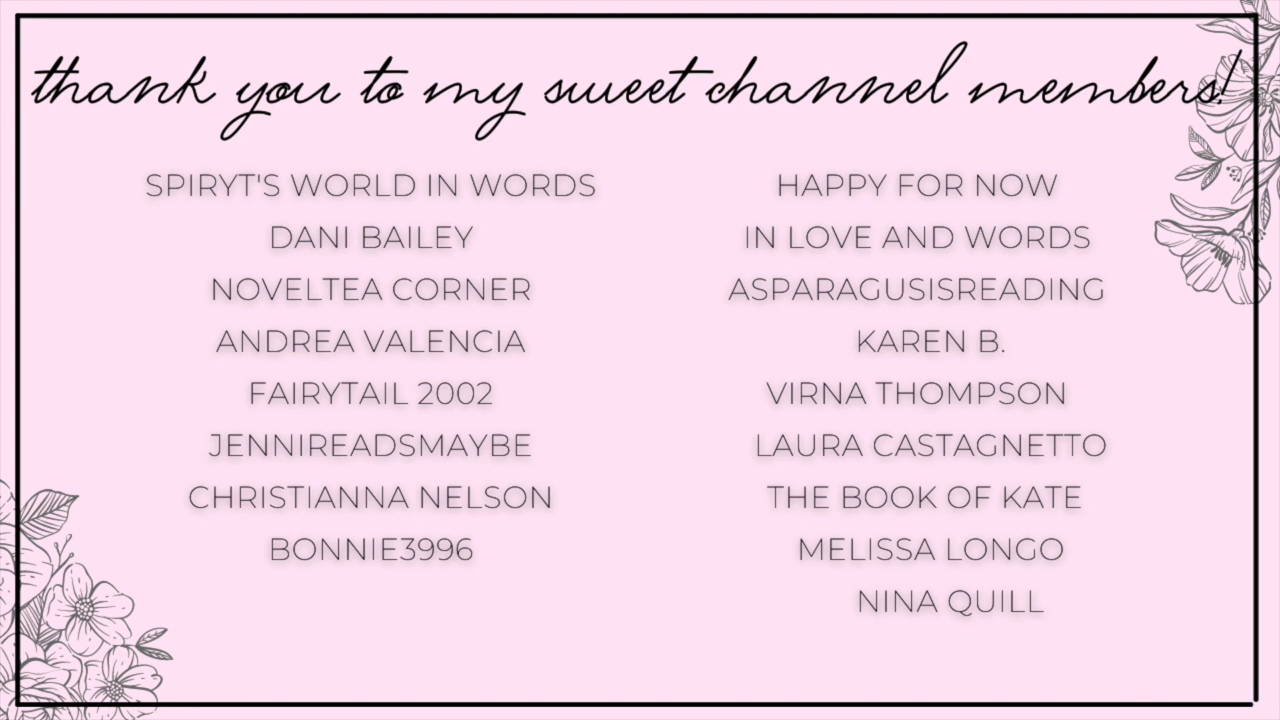 thank you to my sweet channel members!
SPIRYT'S WORLD IN WORDS
DANI BAILEY
NOVELTEA CORNER
ANDREA VALENCIA
FAIRYTAIL 2002
JENNIREADSMAYBE
CHRISTIANNA NELSON
BONNIE3996
HAPPY FOR NOW
IN LOVE AND WORDS
ASPARAGUSISREADING
KAREN B.
VIRNA THOMPSON
LAURA CASTAGNETTO
THE BOOK OF KATE
MELISSA LONGO
NINA QUILL